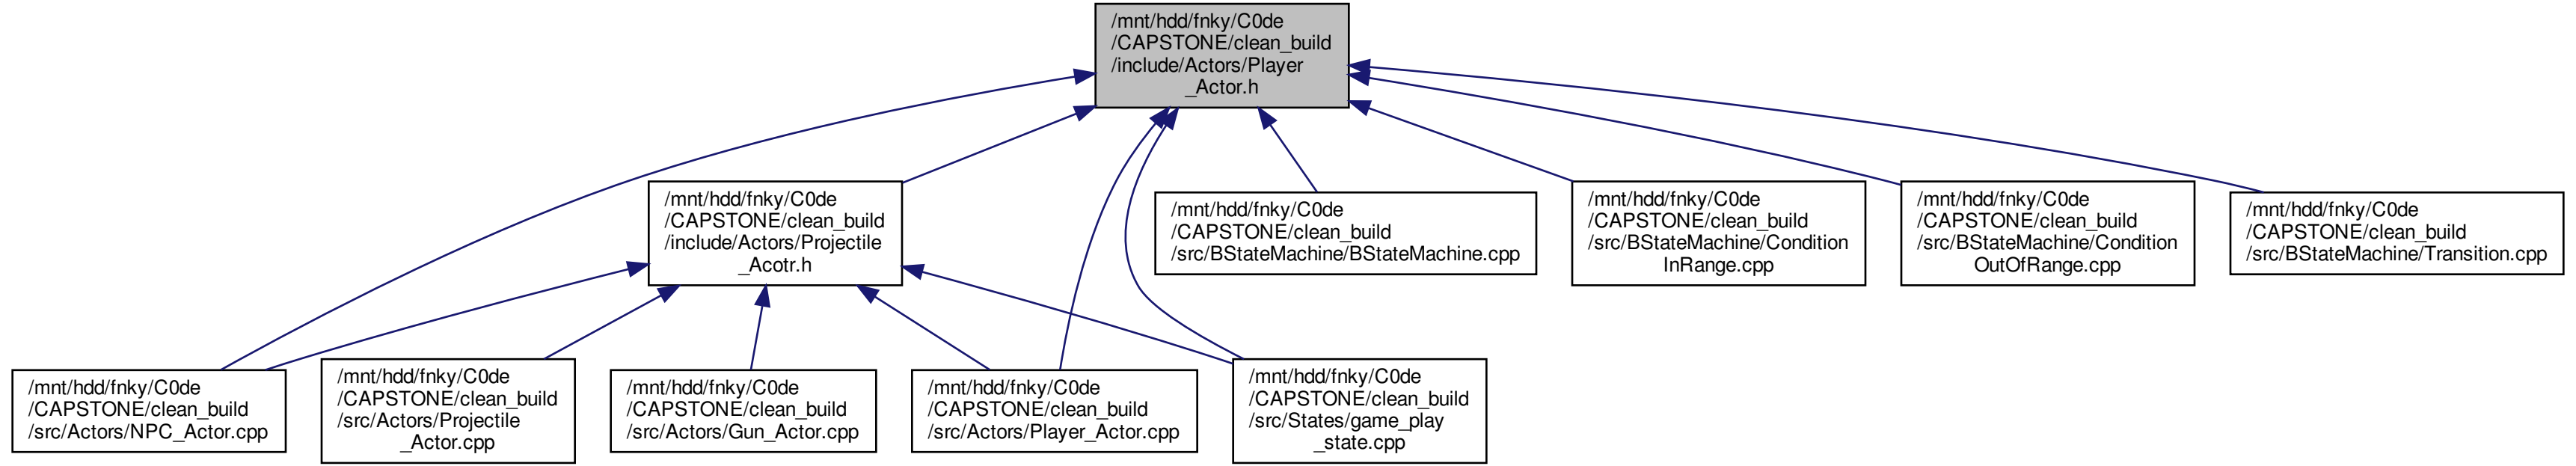 /mnt/hdd/fnky/C0de
/CAPSTONE/clean_build
/include/Actors/Player
_Actor.h
/mnt/hdd/fnky/C0de
/CAPSTONE/clean_build
/include/Actors/Projectile
_Acotr.h
/mnt/hdd/fnky/C0de
/CAPSTONE/clean_build
/src/BStateMachine/BStateMachine.cpp
/mnt/hdd/fnky/C0de
/CAPSTONE/clean_build
/src/BStateMachine/Condition
InRange.cpp
/mnt/hdd/fnky/C0de
/CAPSTONE/clean_build
/src/BStateMachine/Condition
OutOfRange.cpp
/mnt/hdd/fnky/C0de
/CAPSTONE/clean_build
/src/BStateMachine/Transition.cpp
/mnt/hdd/fnky/C0de
/CAPSTONE/clean_build
/src/Actors/NPC_Actor.cpp
/mnt/hdd/fnky/C0de
/CAPSTONE/clean_build
/src/Actors/Projectile
_Actor.cpp
/mnt/hdd/fnky/C0de
/CAPSTONE/clean_build
/src/Actors/Gun_Actor.cpp
/mnt/hdd/fnky/C0de
/CAPSTONE/clean_build
/src/Actors/Player_Actor.cpp
/mnt/hdd/fnky/C0de
/CAPSTONE/clean_build
/src/States/game_play
_state.cpp